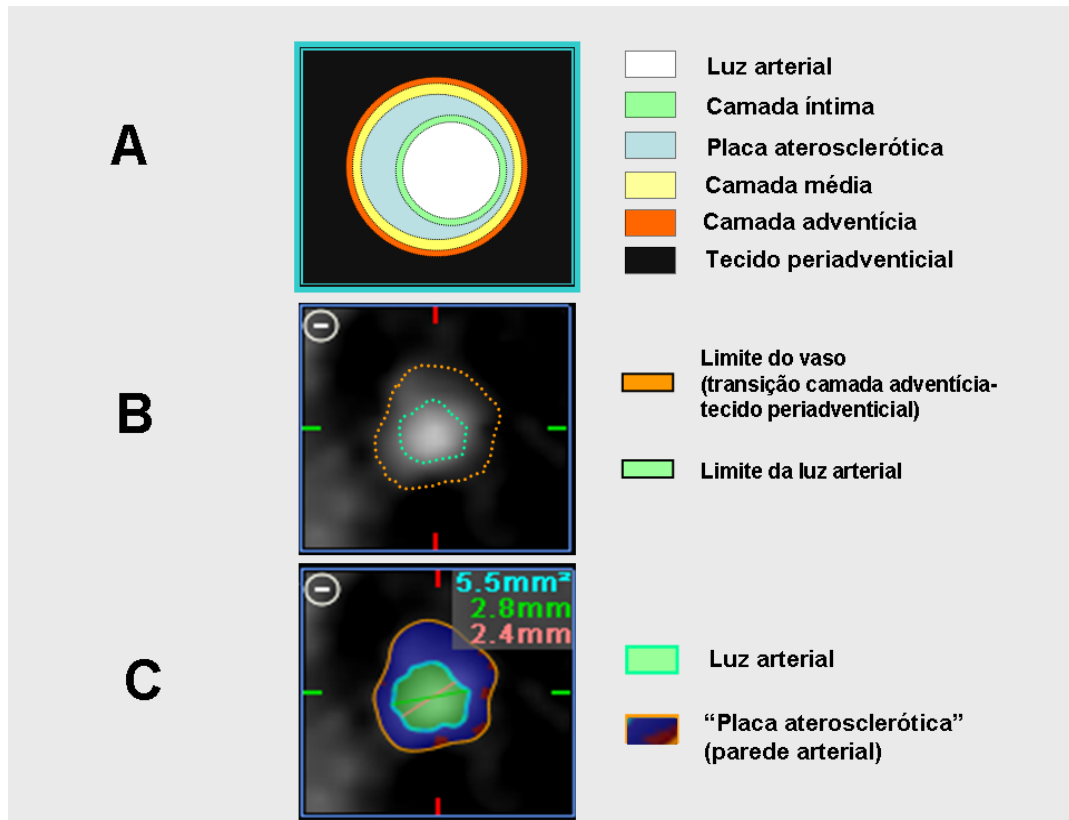 A
Luz arterial
Camada íntima
Placa aterosclerótica
Camada média
Camada adventícia
Tecido periadventicial
B
Limite do vaso
(transição camada adventícia-
tecido periadventicial)
Limite da luz arterial
C
5.5mm²
2.8mm
2.4mm
Luz arterial
“Placa aterosclerótica”
(parede arterial)